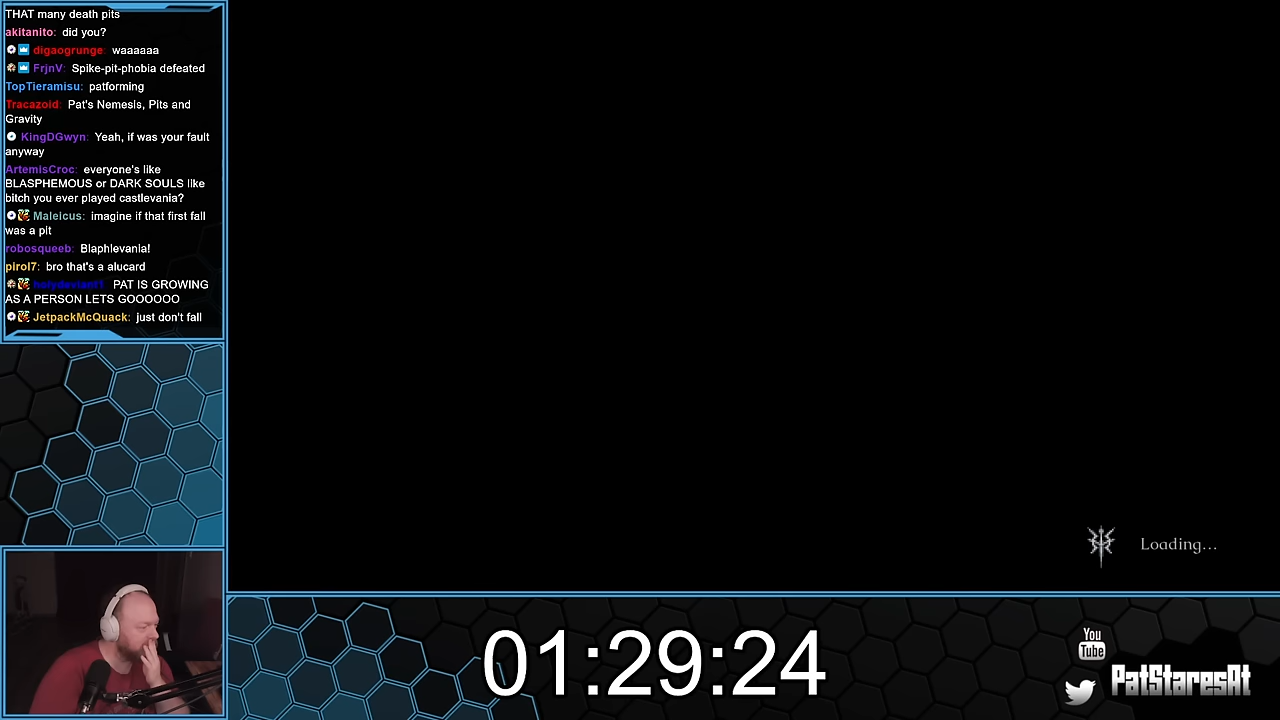 THAT many death pits
akitanito: did you?
digaogrunge: waaaaaa
FrjnV: Spike-pit-phobia defeated
TopTieramisu: patforming
Tracazoid: Pat's Nemesis, Pits and
Gravity
KingDGwyn: Yeah, if was your fault
anyway
ArtemisCroc: everyone's like
BLASPHEMOUS or DARK SOULS like
bitch you ever played castlevania?
Maleicus: imagine if that first fall
was a pit
robosqueeb: Blaphlevania!
pirol7: bro that's a alucard
PAT IS GROWING
AS A PERSON LETS GOOOOOO
JetpackMcQuack: just don't fall
Loading...
01:29:24
You
Tube
PatStaresAt